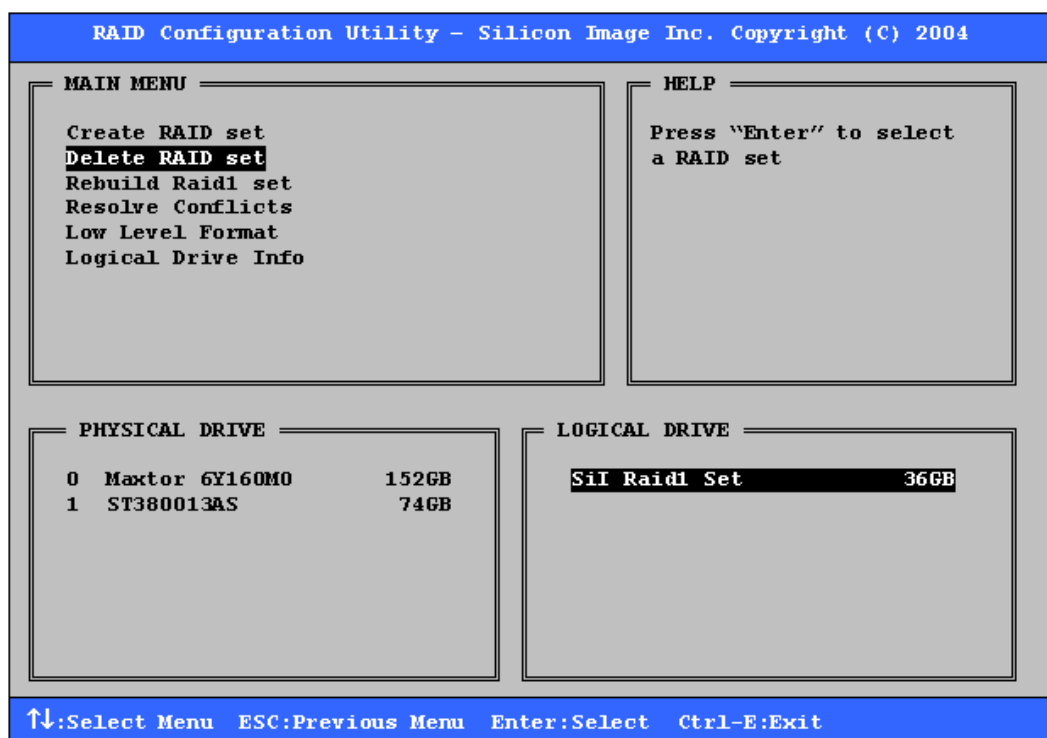 RAID Configuration Utility – Silicon Image Inc. Copyright (C) 2004
MAIN MENU
Create RAID set
Delete RAID set
Rebuild Raid1 set
Resolve Conflicts
Low Level Format
Logical Drive Info
HELP
Press “Enter” to select
a RAID set
PHYSICAL DRIVE
0 Maxtor 6Y160M0 152GB
1 ST380013AS 74GB
LOGICAL DRIVE
SiI Raid1 Set 36GB
↑↓:Select Menu ESC:Previous Menu Enter:Select Ctrl-E:Exit